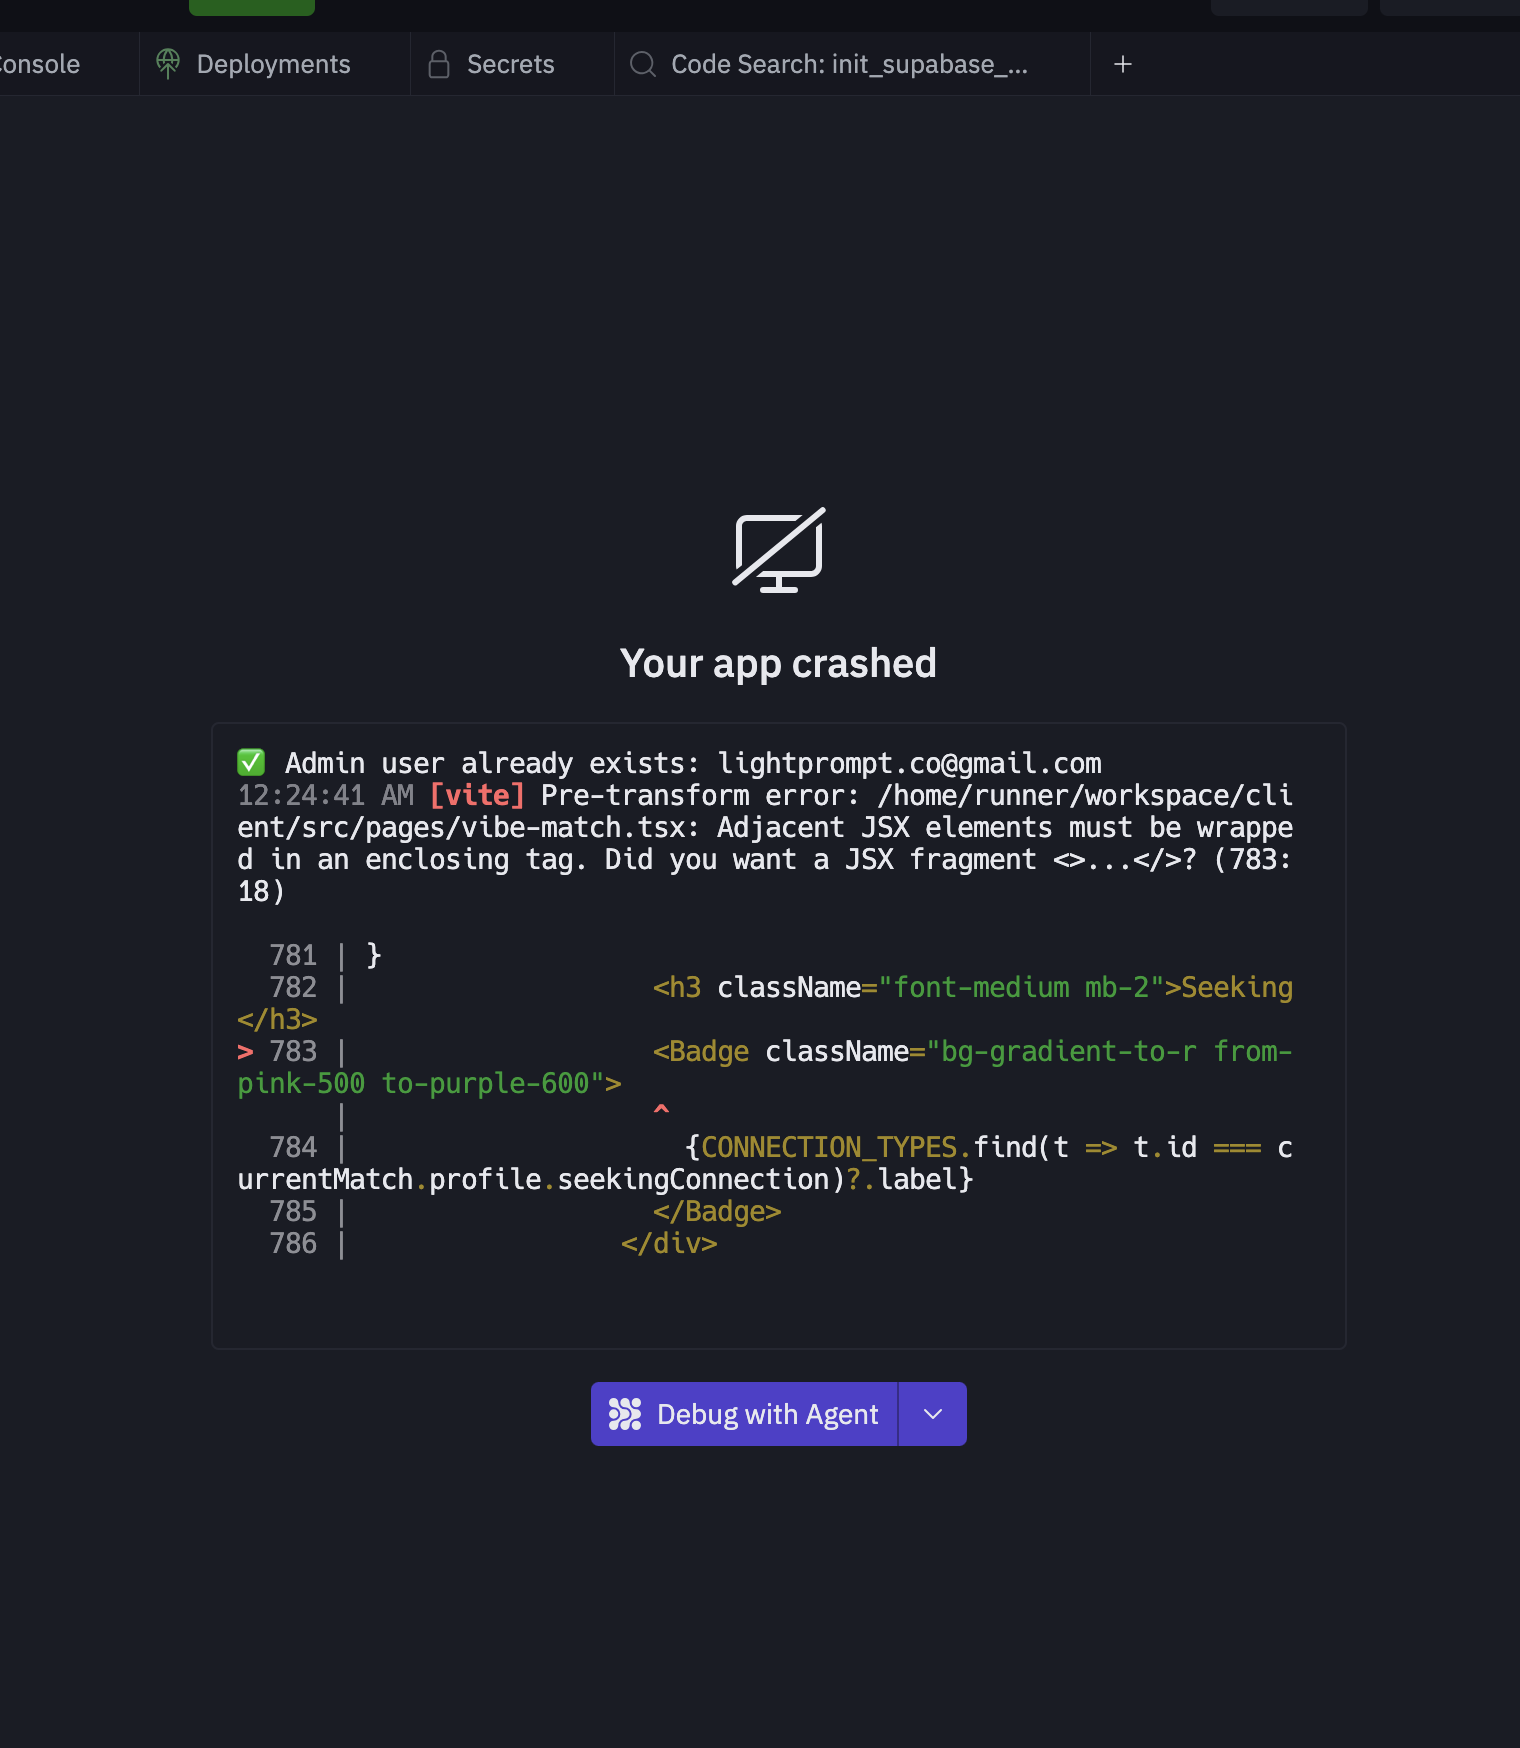 onsole
Deployments
Secrets
Code Search: init_supabase_...
+
Your app crashed
✅ Admin user already exists: lightprompt.co@gmail.com
12:24:41 AM [vite] Pre-transform error: /home/runner/workspace/cli
ent/src/pages/vibe-match.tsx: Adjacent JSX elements must be wrappe
d in an enclosing tag. Did you want a JSX fragment <>...</>? (783:
18)
781 | }
782 |                   <h3 className="font-medium mb-2">Seeking
</h3>
> 783 |                   <Badge className="bg-gradient-to-r from-
pink-500 to-purple-600">
|                   ^
784 |                     {CONNECTION_TYPES.find(t => t.id === c
urrentMatch.profile.seekingConnection)?.label}
785 |                   </Badge>
786 |                 </div>
Debug with Agent